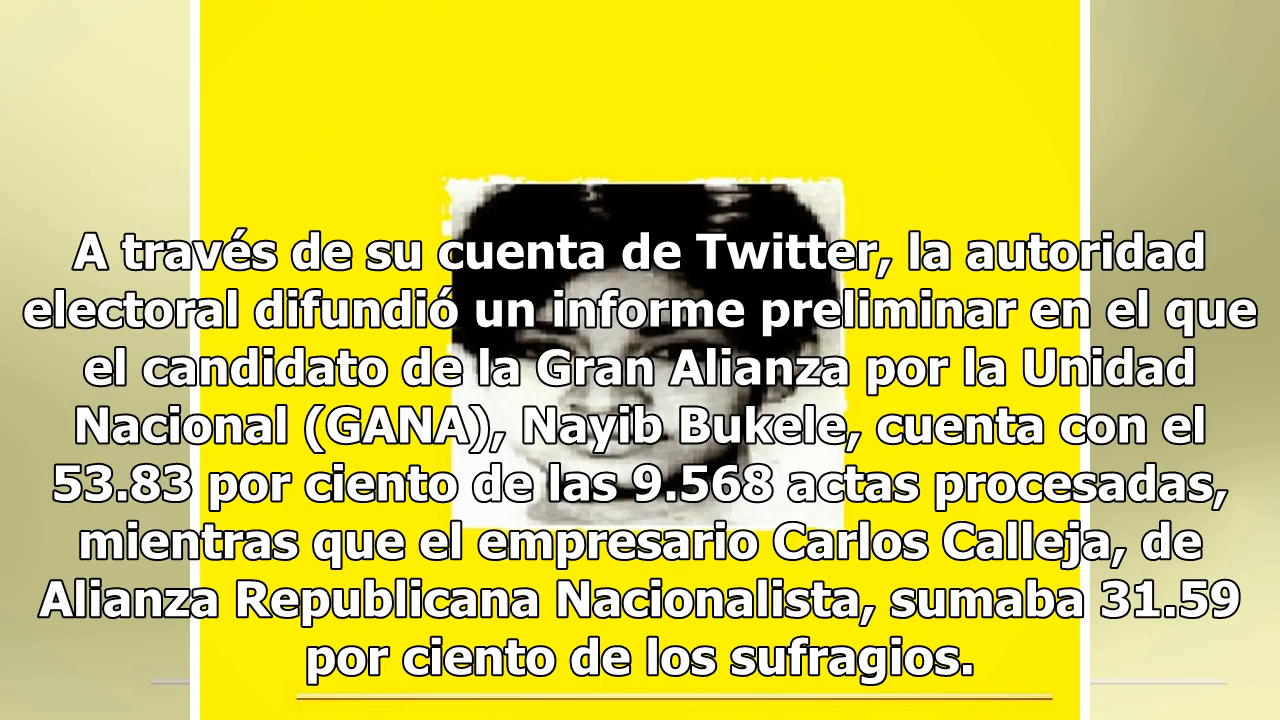 A través de su cuenta de Twitter, la autoridad
electoral difundió un informe preliminar en el que
el candidato de la Gran Alianza por la Unidad
Nacional (GANA), Nayib Bukele, cuenta con el
53.83 por ciento de las 9.568 actas procesadas,
mientras que el empresario Carlos Calleja, de
Alianza Republicana Nacionalista, sumaba 31.59
por ciento de los sufragios.